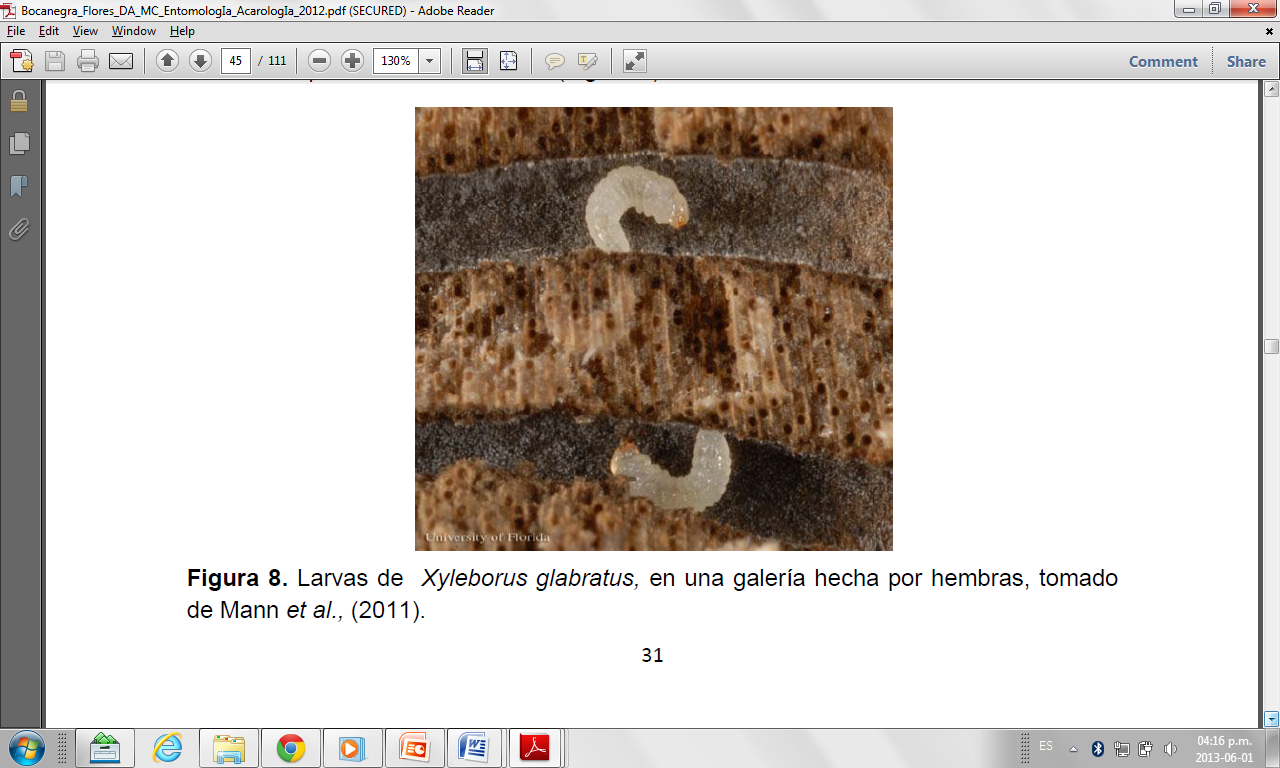 Bocanegra_Flores_DA_MC_EntomologIa_AcarologIa_2012.pdf (SECURED) - Adobe Reader
File Edit View Window Help
45 / 111 130% Comment Share
University of Florida
Figura 8. Larvas de Xyleborus glabratus, en una galería hecha por hembras, tomado
de Mann et al., (2011).
31
ES 04:16 p.m.
2013-06-01